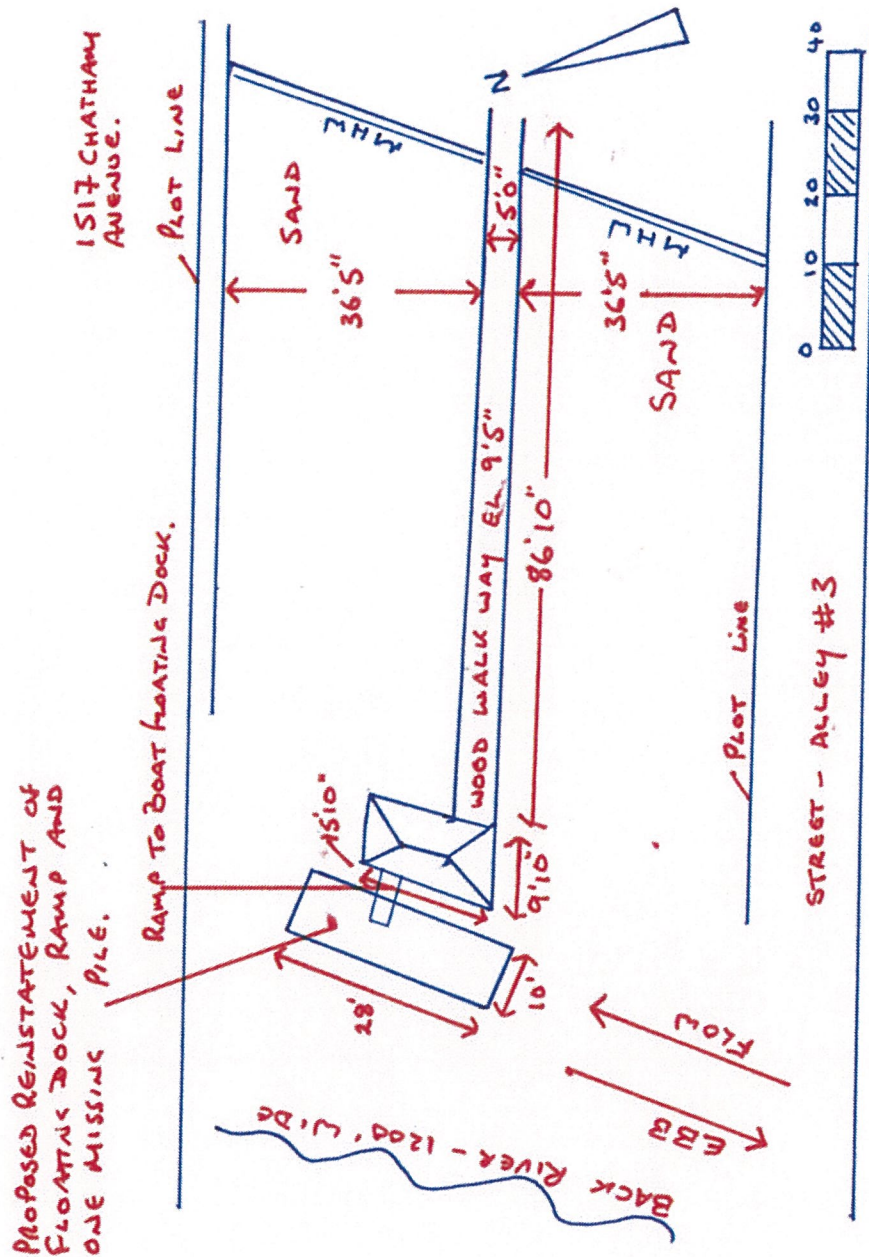 PROPOSED REINSTATEMENT OF
FLOATING DOCK, RAMP AND
ONE MISSING PILE.
RAMP TO BOAT FLOATING DOCK.
1517 CHATHAM
AVENUE.
PLOT LINE
SAND
MHW
36'5"
N
5'0"
WOOD WALK WAY EL 9'5"
86'10"
15'10"
9'10"
28'
10'
36'5"
MHW
SAND
PLOT LINE
FLOW
EBB
BACK RIVER - 1200' WIDE
STREET - ALLEY #3
0 10 20 30 40